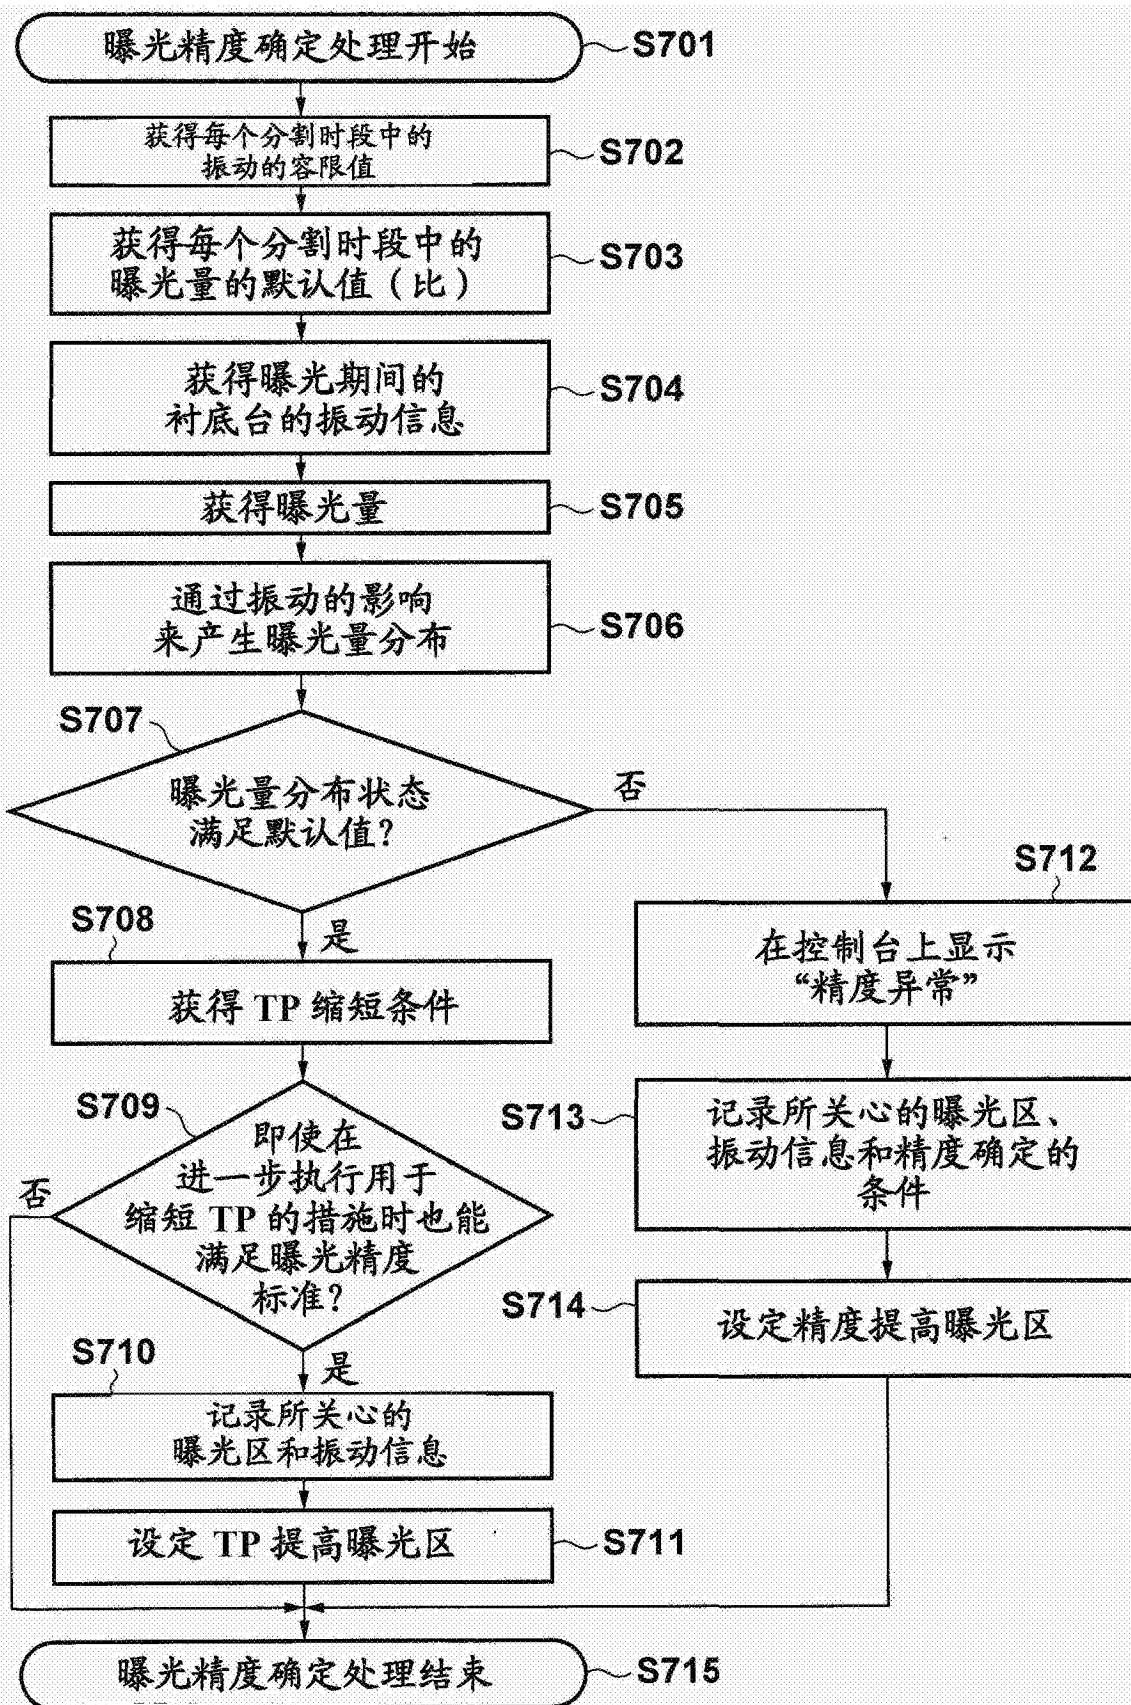 曝光精度确定处理开始
S701
获得每个分割时段中的
振动的容限值
S702
获得每个分割时段中的
曝光量的默认值（比）
S703
获得曝光期间的
衬底台的振动信息
S704
获得曝光量
S705
通过振动的影响
来产生曝光量分布
S706
S707
曝光量分布状态
满足默认值？
否
是
S708
获得 TP 缩短条件
S709
即使在
进一步执行用于
缩短 TP 的措施时也能
满足曝光精度
标准？
否
是
S710
记录所关心的
曝光区和振动信息
设定 TP 提高曝光区
S711
S712
在控制台上显示
“精度异常”
S713
记录所关心的曝光区、
振动信息和精度确定的
条件
S714
设定精度提高曝光区
曝光精度确定处理结束
S715